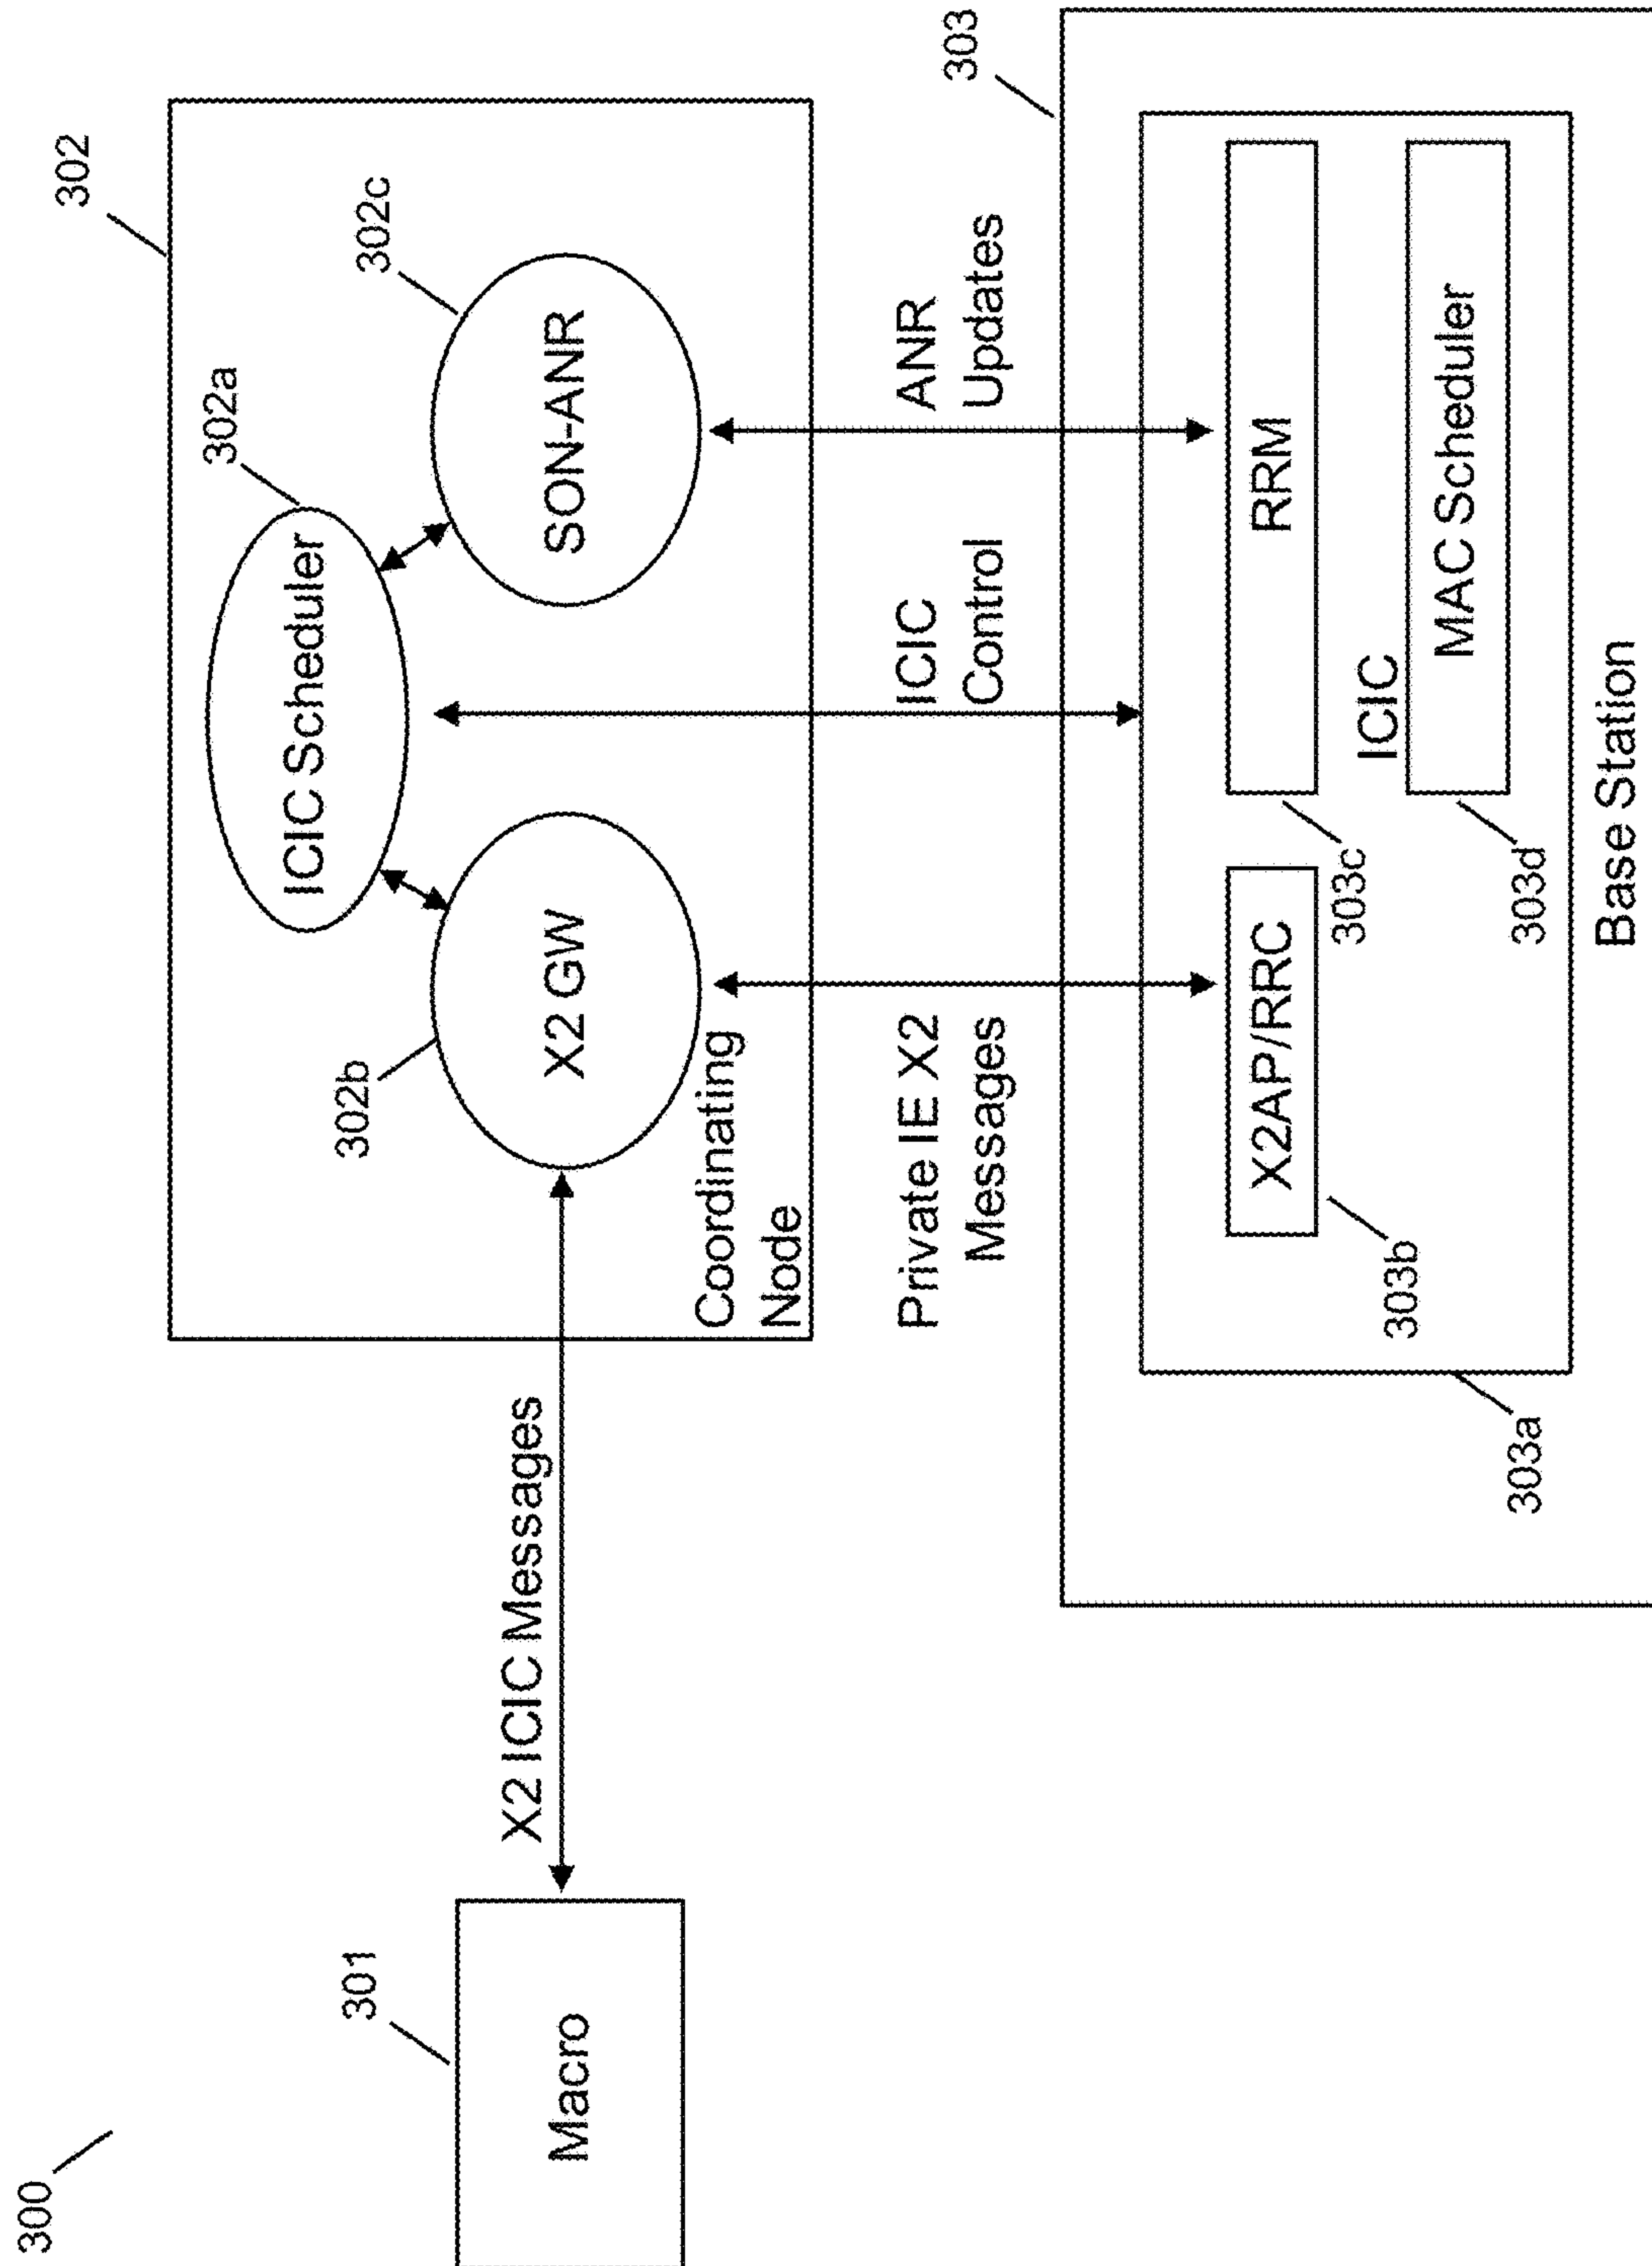 300
301
Macro
X2 ICIC Messages
302
302a
ICIC Scheduler
302b
X2 GW
302c
SON-ANR
Coordinating
Node
Private IE X2
Messages
ICIC
Control
ANR
Updates
303
X2AP/RRC
303b
RRM
303c
ICIC
MAC Scheduler
303d
303a
Base Station